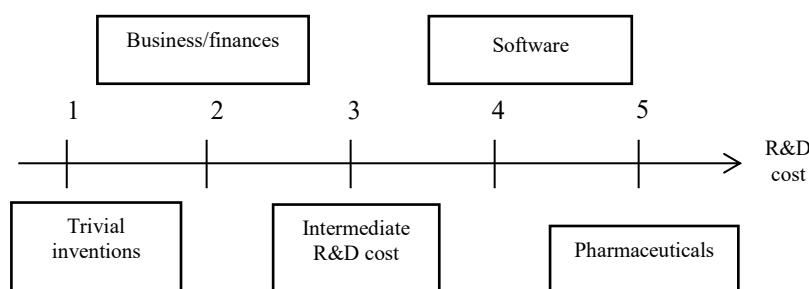 Business/finances
Software
1 2 3 4 5
R&D
cost
Trivial
inventions
Intermediate
R&D cost
Pharmaceuticals